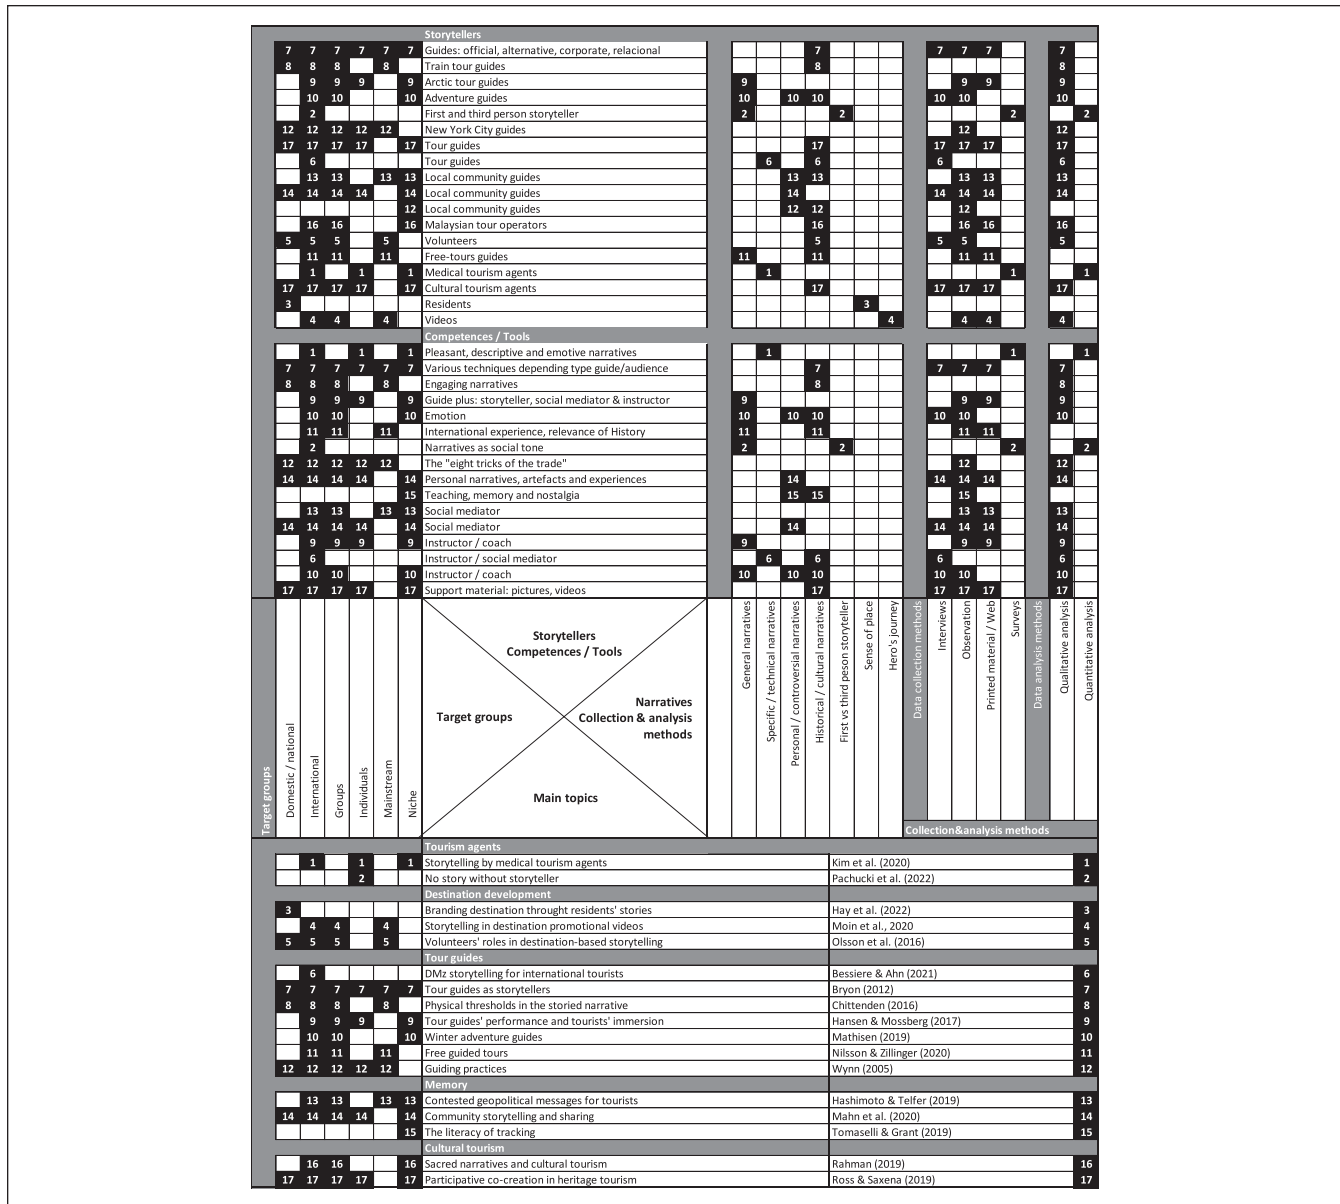 Storytellers
7 7 7 7 7 7 Guides: official, alternative, corporate, relacional 7 7 7 7 7
8 8 8 8 Train tour guides 8 8
9 9 9 9 Arctic tour guides 9 9 9 9
10 10 10 Adventure guides 10 10 10 10 10 10
2 First and third person storyteller 2 2 2 2
12 12 12 12 12 New York City guides 12 12
17 17 17 17 17 Tour guides 17 17 17 17 17
6 Tour guides 6 6 6 6
13 13 13 13 Local community guides 13 13 13 13 13
14 14 14 14 14 Local community guides 14 14 14 14 14
12 Local community guides 12 12 12
16 16 16 Malaysian tour operators 16 16 16 16
5 5 5 5 Volunteers 5 5 5 5
11 11 11 Free-tours guides 11 11 11 11
1 1 1 Medical tourism agents 1 1 1
17 17 17 17 17 Cultural tourism agents 17 17 17 17 17
3 Residents 3
4 4 4 Videos 4 4 4 4
Competences / Tools
1 1 1 Pleasant, descriptive and emotive narratives 1 1 1
7 7 7 7 7 7 Various techniques depending type guide/audience 7 7 7 7 7
8 8 8 8 Engaging narratives 8 8
9 9 9 9 Guide plus: storyteller, social mediator & instructor 9 9 9 9
10 10 10 Emotion 10 10 10 10 10 10
11 11 11 International experience, relevance of History 11 11 11 11
2 Narratives as social tone 2 2 2 2
12 12 12 12 12 The "eight tricks of the trade" 12 12
14 14 14 14 14 Personal narratives, artefacts and experiences 14 14 14 14 14
15 Teaching, memory and nostalgia 15 15 15
13 13 13 13 Social mediator 13 13 13
14 14 14 14 14 Social mediator 14 14 14 14 14
9 9 9 9 Instructor / coach 9 9 9 9
6 Instructor / social mediator 6 6 6 6
10 10 10 Instructor / coach 10 10 10 10 10 10
17 17 17 17 17 Support material: pictures, videos 17 17 17 17 17
Target groups
Domestic / national
International
Groups
Individuals
Mainstream
Niche
Storytellers
Competences / Tools
Target groups
Narratives
Collection & analysis
methods
Main topics
General narratives
Specific / technical narratives
Personal / controversial narratives
Historical / cultural narratives
First vs third peson storyteller
Sense of place
Hero's journey
Data collection methods
Interviews
Observation
Printed material / Web
Surveys
Data analysis methods
Qualitative analysis
Quantitative analysis
Collection&analysis methods
Tourism agents
1 1 1 Storytelling by medical tourism agents Kim et al. (2020) 1
2 No story without storyteller Pachucki et al. (2022) 2
Destination development
3 Branding destination throught residents' stories Hay et al. (2022) 3
4 4 4 Storytelling in destination promotional videos Moin et al., 2020 4
5 5 5 5 Volunteers' roles in destination-based storytelling Olsson et al. (2016) 5
Tour guides
6 DMz storytelling for international tourists Bessiere & Ahn (2021) 6
7 7 7 7 7 7 Tour guides as storytellers Bryon (2012) 7
8 8 8 8 Physical thresholds in the storied narrative Chittenden (2016) 8
9 9 9 9 Tour guides' performance and tourists' immersion Hansen & Mossberg (2017) 9
10 10 10 Winter adventure guides Mathisen (2019) 10
11 11 11 Free guided tours Nilsson & Zillinger (2020) 11
12 12 12 12 12 Guiding practices Wynn (2005) 12
Memory
13 13 13 13 Contested geopolitical messages for tourists Hashimoto & Telfer (2019) 13
14 14 14 14 14 Community storytelling and sharing Mahn et al. (2020) 14
15 The literacy of tracking Tomaselli & Grant (2019) 15
Cultural tourism
16 16 16 Sacred narratives and cultural tourism Rahman (2019) 16
17 17 17 17 17 Participative co-creation in heritage tourism Ross & Saxena (2019) 17